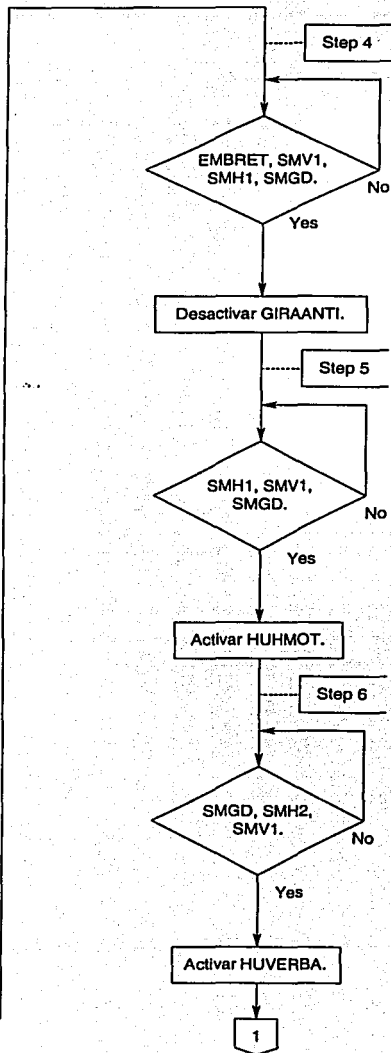 Step 4
EMBRET, SMV1,
SMH1, SMGD.
No
Yes
Desactivar GIRAANTI.
Step 5
SMH1, SMV1,
SMGD.
No
Yes
Activar HUHMOT.
Step 6
SMGD, SMH2,
SMV1.
No
Yes
Activar HUVERBA.
1